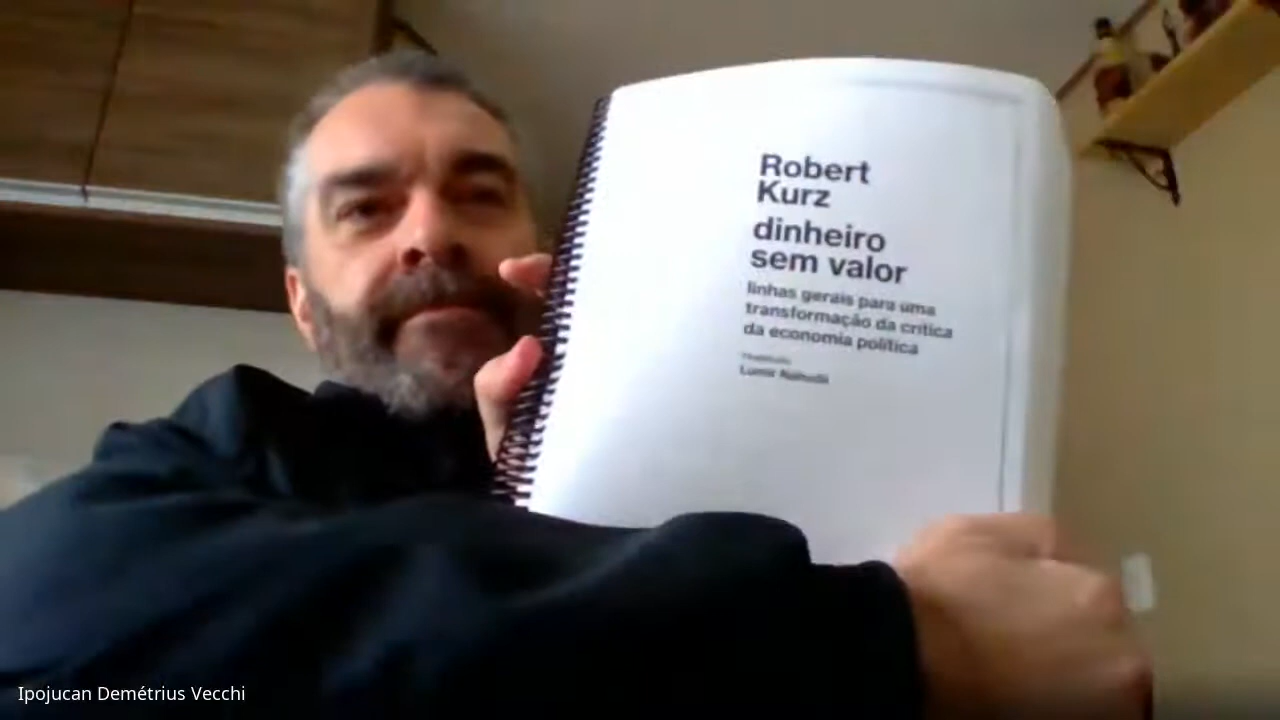 Robert
Kurz
dinheiro
sem valor
linhas gerais para uma
transformação da crítica
da economia política
Ipojucan Demétrius Vecchi